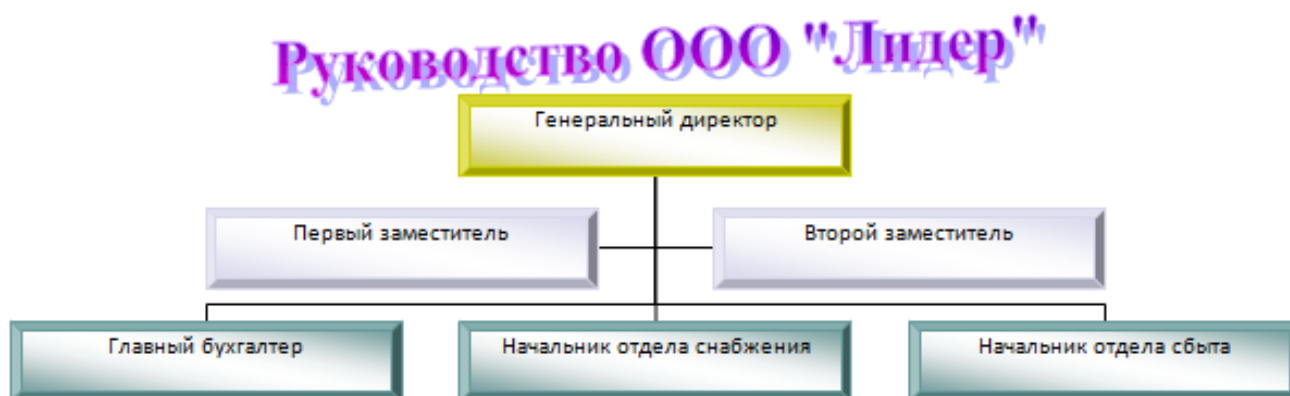 Руководство ООО "Лидер"
Генеральный директор
Первый заместитель
Второй заместитель
Главный бухгалтер
Начальник отдела снабжения
Начальник отдела сбыта